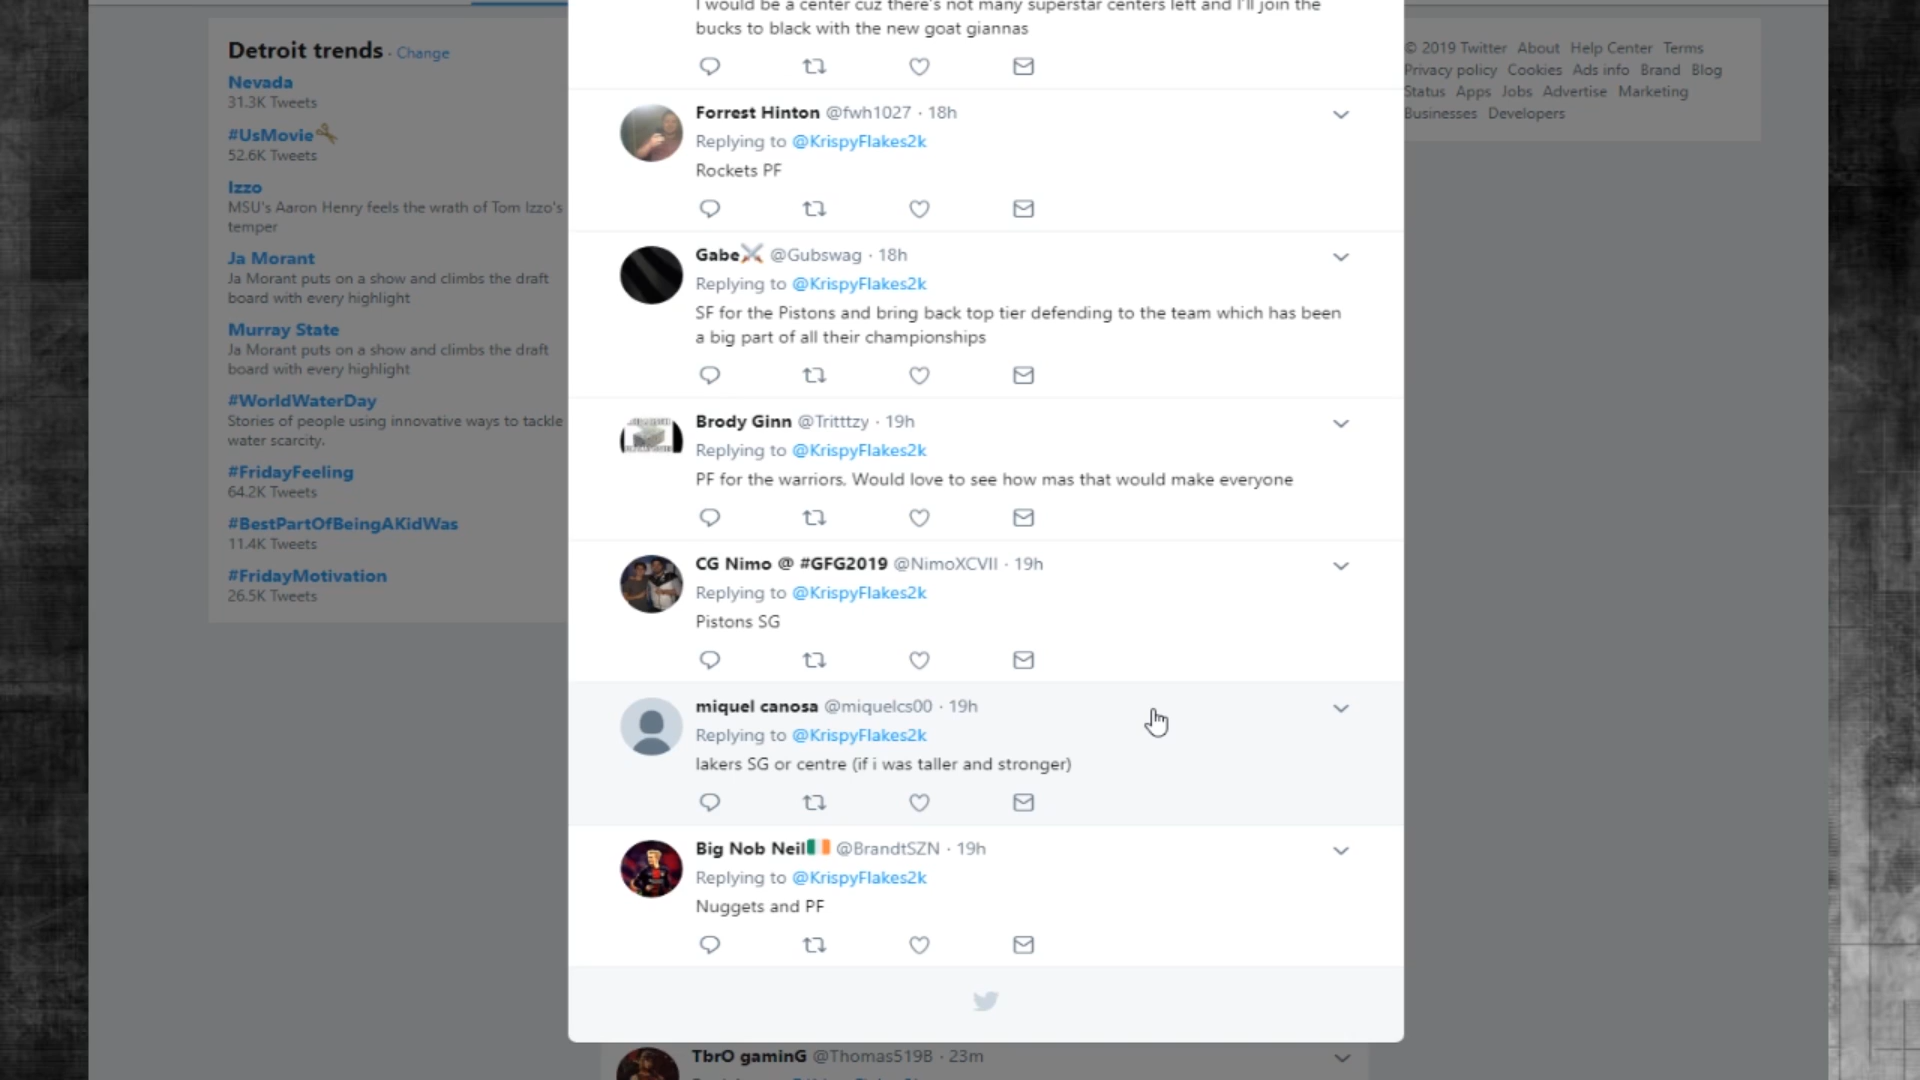 Detroit trends · Change
Nevada
31.3K Tweets
#UsMovie
52.6K Tweets
Izzo
MSU's Aaron Henry feels the wrath of Tom Izzo's
temper
Ja Morant
Ja Morant puts on a show and climbs the draft
board with every highlight
Murray State
Ja Morant puts on a show and climbs the draft
board with every highlight
#WorldWaterDay
Stories of people using innovative ways to tackle
water scarcity.
#FridayFeeling
64.2K Tweets
#BestPartOfBeingAKidWas
11.4K Tweets
#FridayMotivation
26.5K Tweets
I would be a center cuz there's not many superstar centers left and I'll join the
bucks to black with the new goat giannas
Forrest Hinton @fwh1027 · 18h
Replying to @KrispyFlakes2k
Rockets PF
Gabe⚔ @Gubswag · 18h
Replying to @KrispyFlakes2k
SF for the Pistons and bring back top tier defending to the team which has been
a big part of all their championships
Brody Ginn @Tritttzy · 19h
Replying to @KrispyFlakes2k
PF for the warriors. Would love to see how mas that would make everyone
CG Nimo @ #GFG2019 @NimoXCVII · 19h
Replying to @KrispyFlakes2k
Pistons SG
miquel canosa @miquelcs00 · 19h
Replying to @KrispyFlakes2k
lakers SG or centre (if i was taller and stronger)
Big Nob Neil🇮🇪 @BrandtSZN · 19h
Replying to @KrispyFlakes2k
Nuggets and PF
TbrO gaminG @Thomas519B · 23m
© 2019 Twitter About Help Center Terms
Privacy policy Cookies Ads info Brand Blog
Status Apps Jobs Advertise Marketing
Businesses Developers